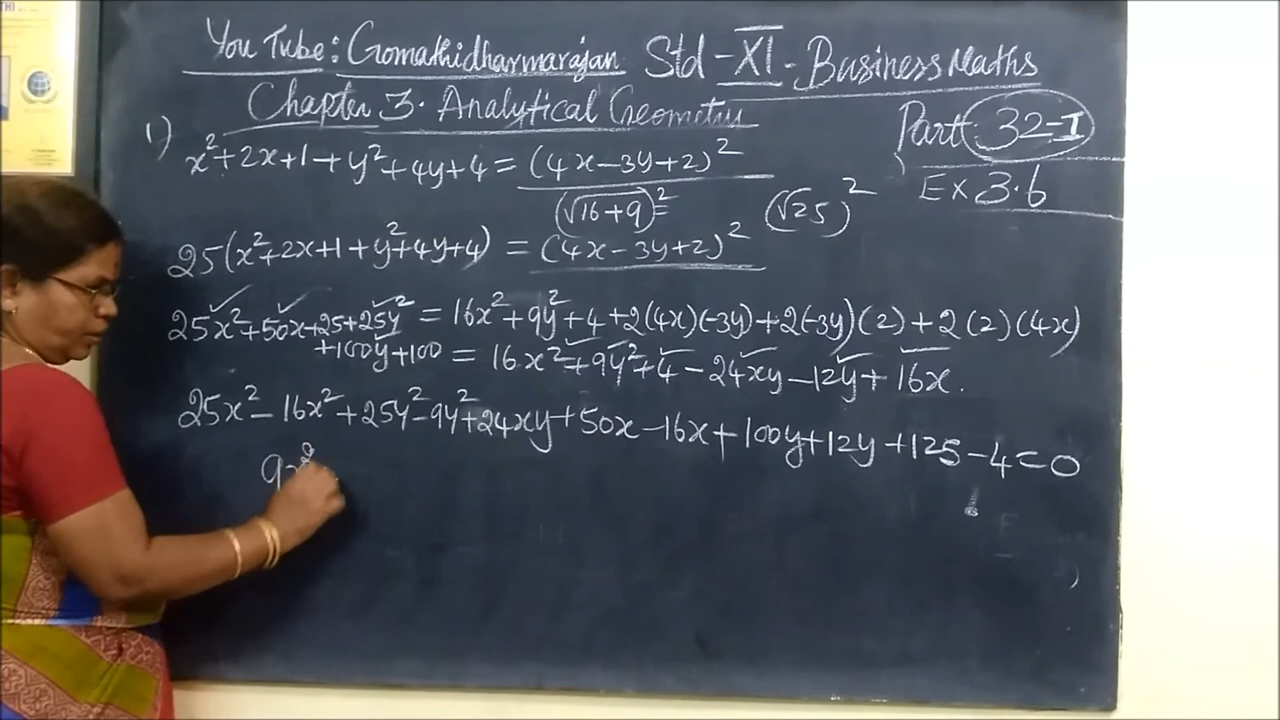 You Tube: Gomathidharmarajan Std - XI - Business Maths
Chapter 3. Analytical Geometry
Part 32-I
Ex 3.6
1) x²+2x+1+y²+4y+4 = (4x-3y+2)²
(√16+9)² (√25)²
25(x²+2x+1+y²+4y+4) = (4x-3y+2)²
25x²+50x+25+25y² = 16x²+9y²+4+2(4x)(-3y)+2(-3y)(2)+2(2)(4x)
+100y+100 = 16x²+9y²+4-24xy-12y+16x.
25x²-16x²+25y²-9y²+24xy+50x-16x+100y+12y+125-4=0
9x²